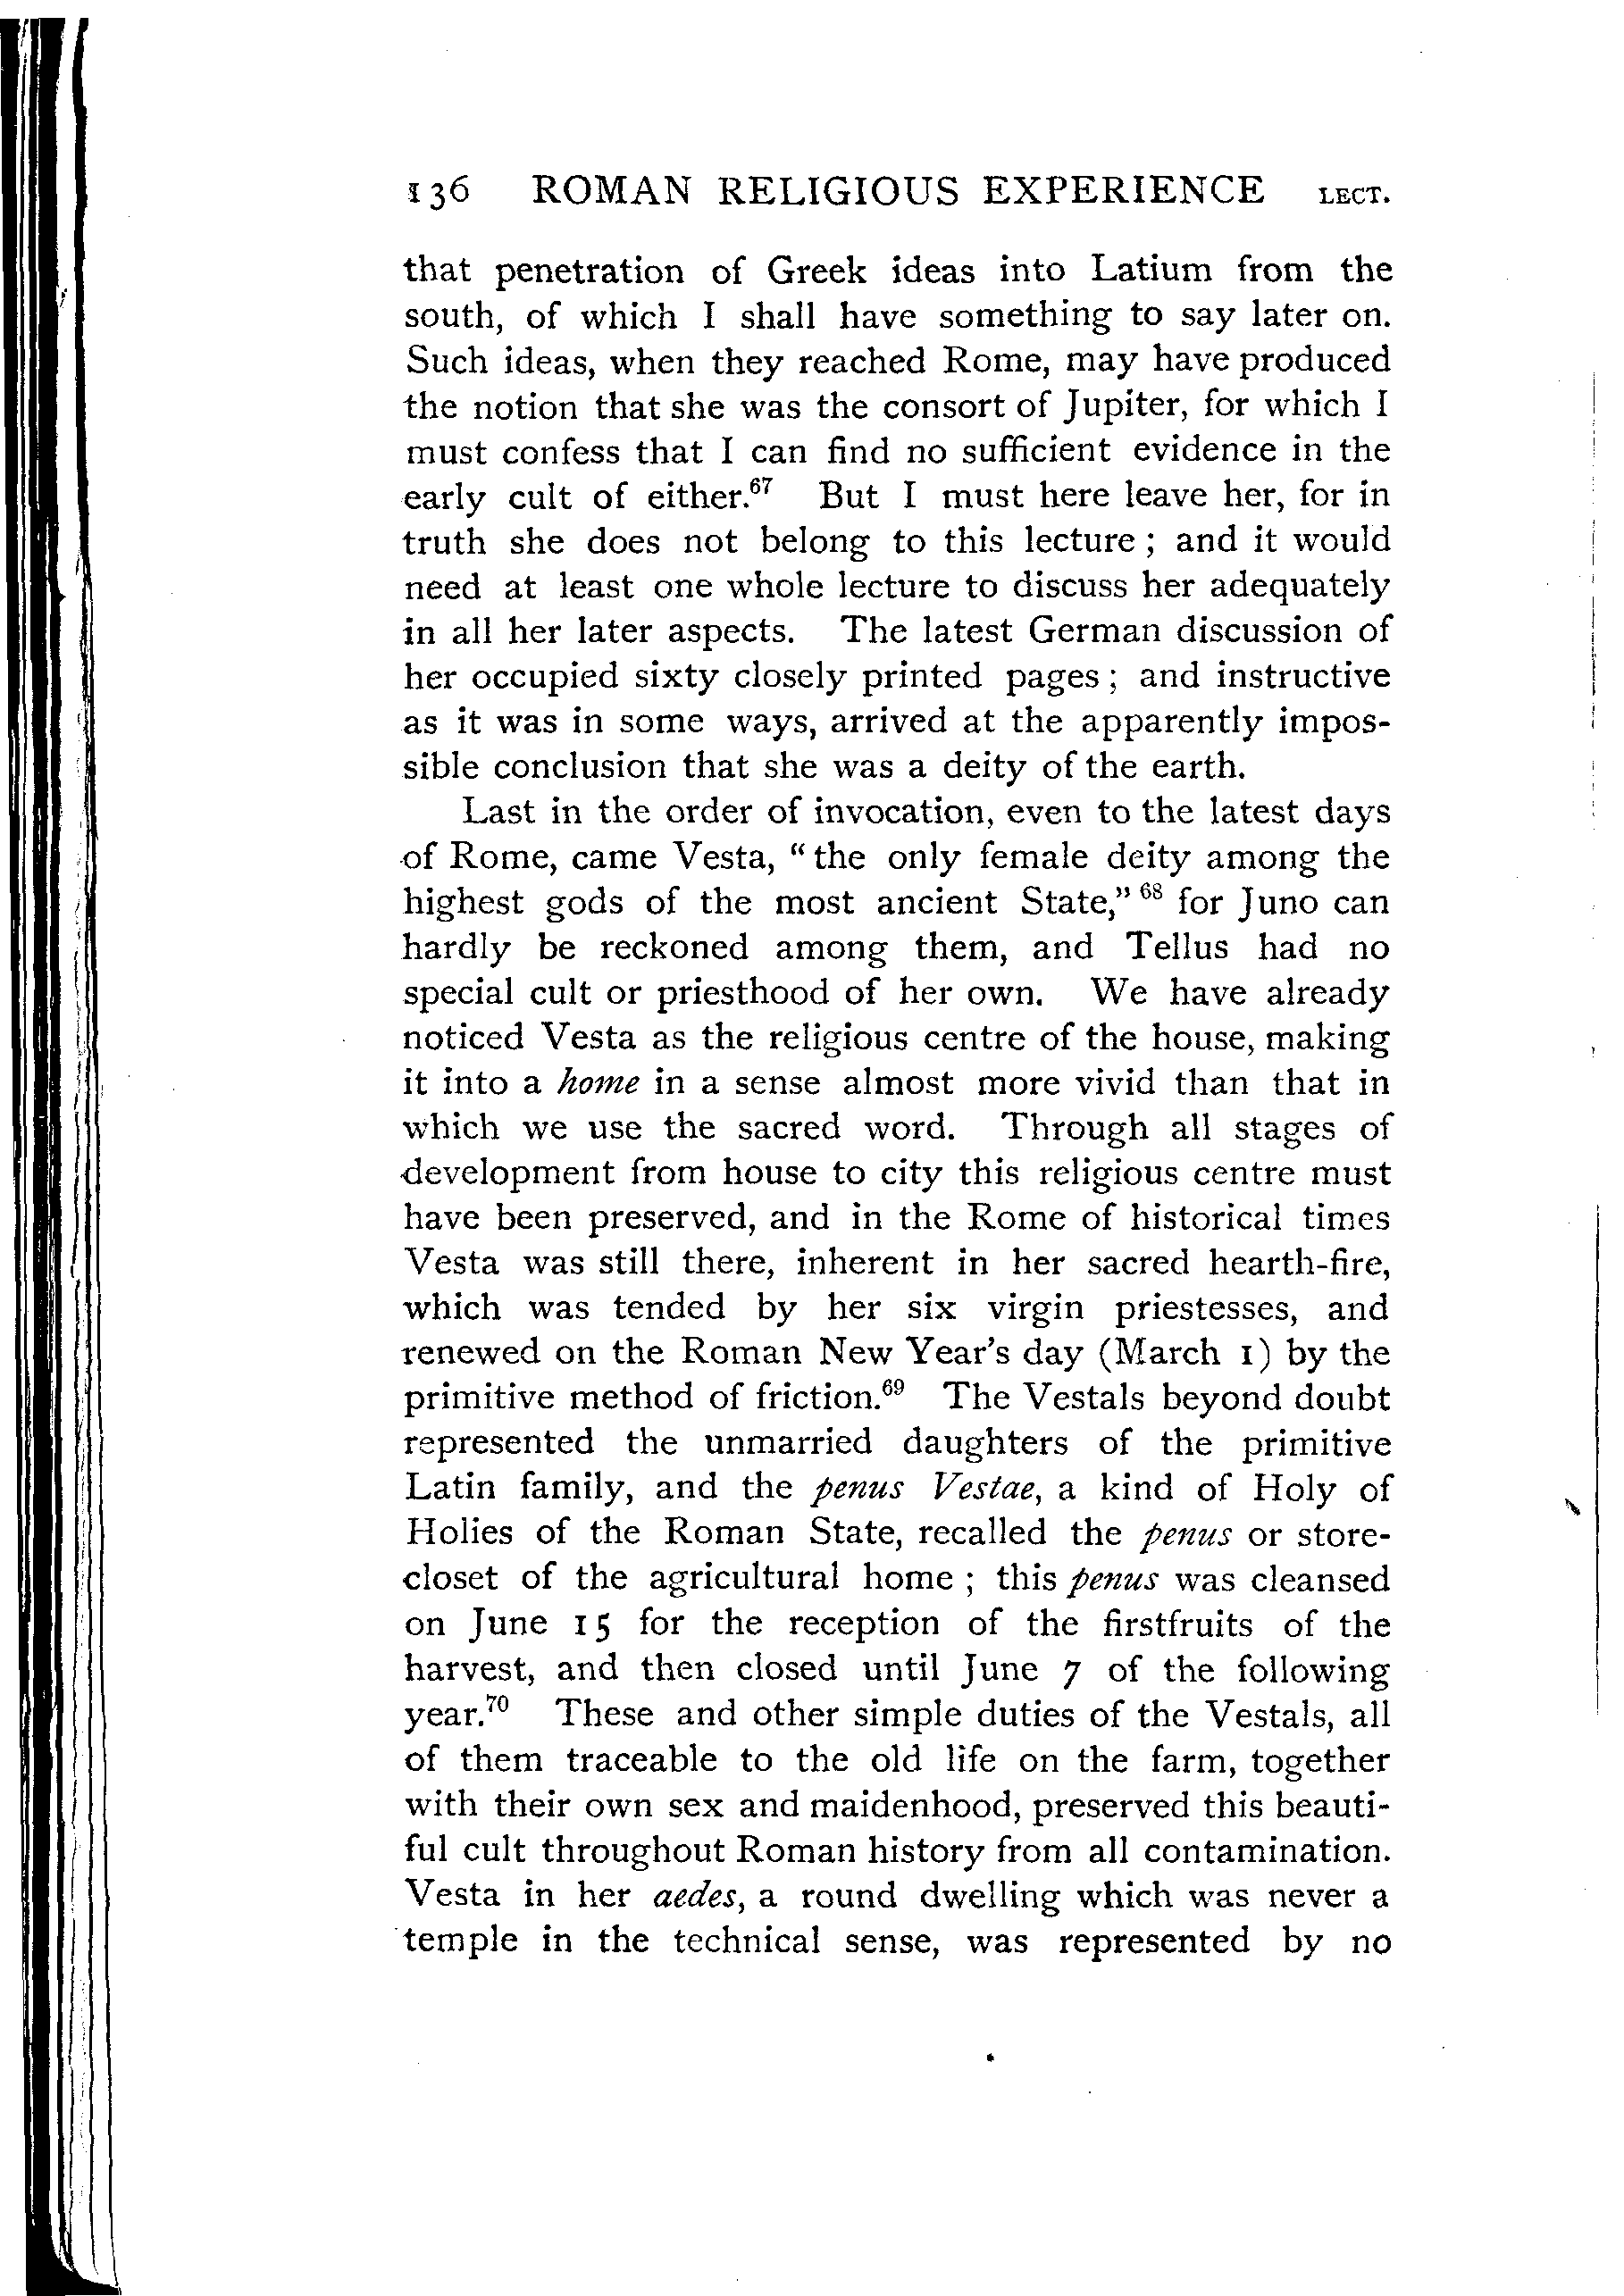 136 ROMAN RELIGIOUS EXPERIENCE LECT.
that penetration of Greek ideas into Latium from the
south, of which I shall have something to say later on.
Such ideas, when they reached Rome, may have produced
the notion that she was the consort of Jupiter, for which I
must confess that I can find no sufficient evidence in the
early cult of either.⁶⁷ But I must here leave her, for in
truth she does not belong to this lecture ; and it would
need at least one whole lecture to discuss her adequately
in all her later aspects. The latest German discussion of
her occupied sixty closely printed pages ; and instructive
as it was in some ways, arrived at the apparently impos-
sible conclusion that she was a deity of the earth.
Last in the order of invocation, even to the latest days
of Rome, came Vesta, “ the only female deity among the
highest gods of the most ancient State,” ⁶⁸ for Juno can
hardly be reckoned among them, and Tellus had no
special cult or priesthood of her own. We have already
noticed Vesta as the religious centre of the house, making
it into a home in a sense almost more vivid than that in
which we use the sacred word. Through all stages of
development from house to city this religious centre must
have been preserved, and in the Rome of historical times
Vesta was still there, inherent in her sacred hearth-fire,
which was tended by her six virgin priestesses, and
renewed on the Roman New Year’s day (March 1) by the
primitive method of friction.⁶⁹ The Vestals beyond doubt
represented the unmarried daughters of the primitive
Latin family, and the penus Vestae, a kind of Holy of
Holies of the Roman State, recalled the penus or store-
closet of the agricultural home ; this penus was cleansed
on June 15 for the reception of the firstfruits of the
harvest, and then closed until June 7 of the following
year.⁷⁰ These and other simple duties of the Vestals, all
of them traceable to the old life on the farm, together
with their own sex and maidenhood, preserved this beauti-
ful cult throughout Roman history from all contamination.
Vesta in her aedes, a round dwelling which was never a
temple in the technical sense, was represented by no